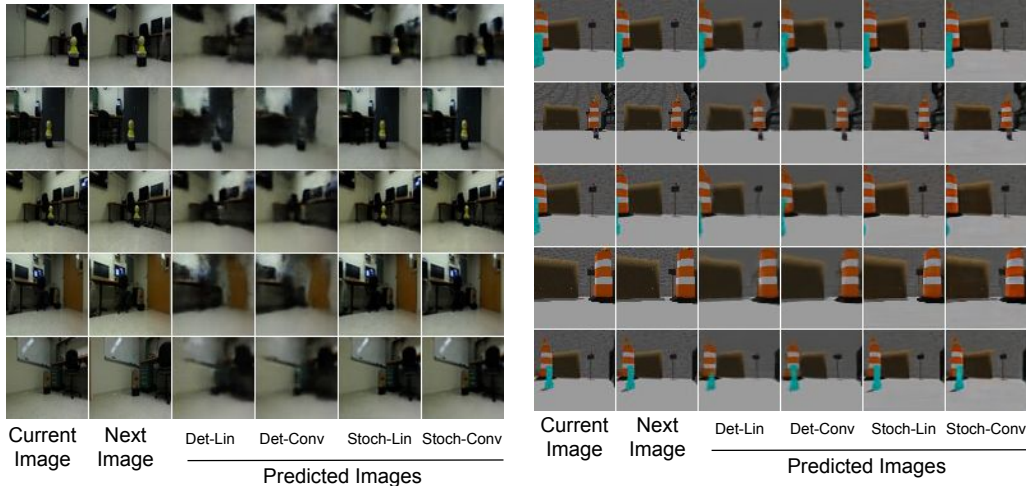 Current
Image
Next
Image
Det-Lin
Det-Conv
Stoch-Lin
Stoch-Conv
Predicted Images
Current
Image
Next
Image
Det-Lin
Det-Conv
Stoch-Lin
Stoch-Conv
Predicted Images